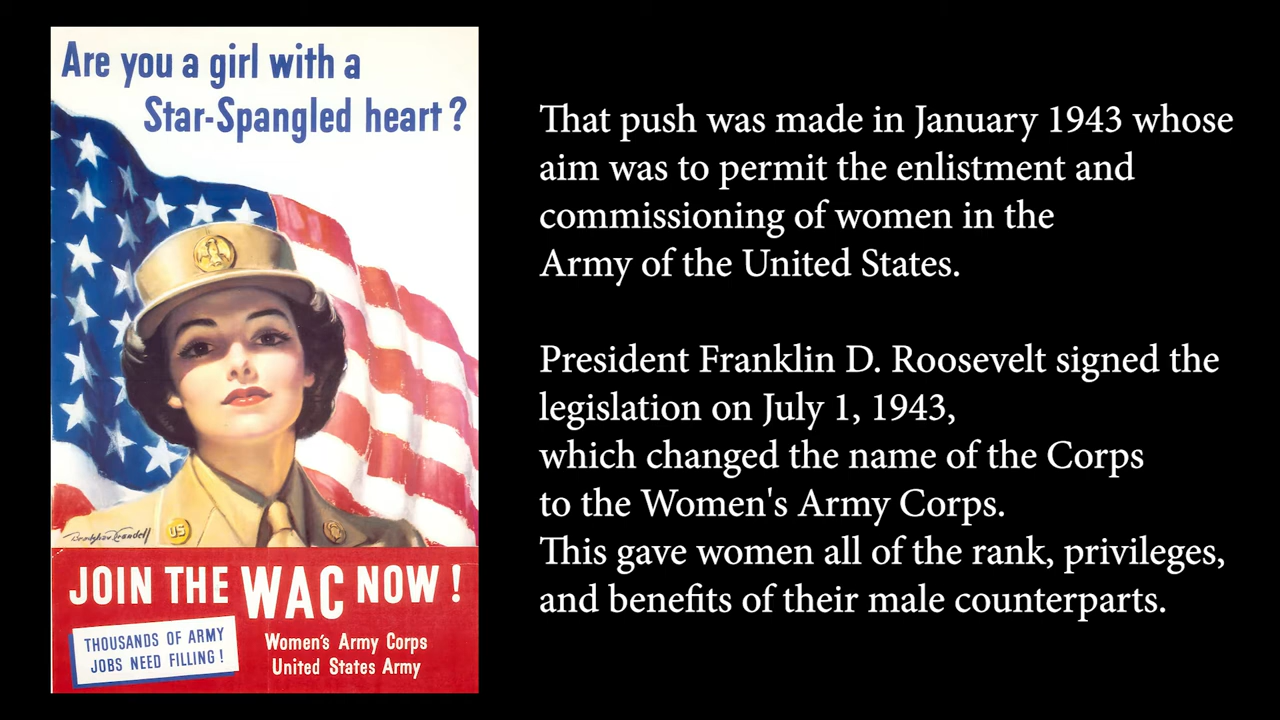 Are you a girl with a
Star-Spangled heart?
US
Bradshaw Crandell
JOIN THE WAC NOW!
THOUSANDS OF ARMY
JOBS NEED FILLING!
Women's Army Corps
United States Army
That push was made in January 1943 whose
aim was to permit the enlistment and
commissioning of women in the
Army of the United States.
President Franklin D. Roosevelt signed the
legislation on July 1, 1943,
which changed the name of the Corps
to the Women's Army Corps.
This gave women all of the rank, privileges,
and benefits of their male counterparts.